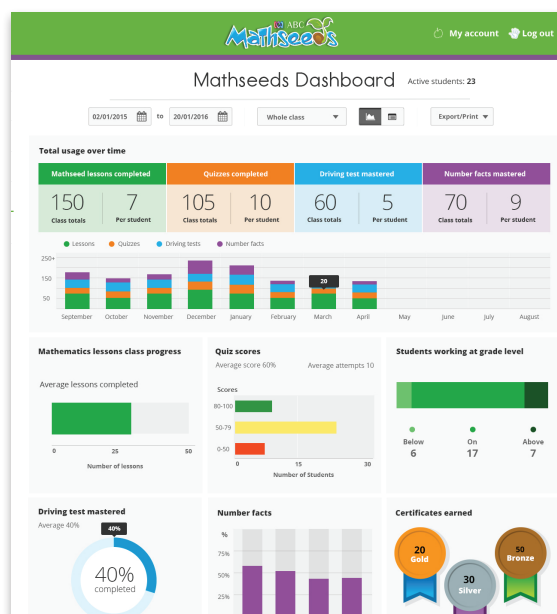 ABC
Mathseeds
My account Log out
Mathseeds Dashboard Active students: 23
02/01/2015 to 20/01/2016 Whole class Export/Print
Total usage over time
Mathseed lessons completed Quizzes completed Driving test mastered Number facts mastered
150 7 105 10 60 5 70 9
Class totals Per student Class totals Per student Class totals Per student Class totals Per student
Lessons Quizzes Driving tests Number facts
250+
150
50
20
September October November December January February March April May June July August
Mathematics lessons class progress
Average lessons completed
0 25 50
Number of lessons
Quiz scores
Average score 60% Average attempts 10
Scores
80-100
50-79
0-50
0 15 30
Number of Students
Students working at grade level
Below On Above
6 17 7
Driving test mastered
Average 40%
40%
40%
completed
Number facts
%
75%
50%
25%
Certificates earned
20
Gold
30
Silver
50
Bronze